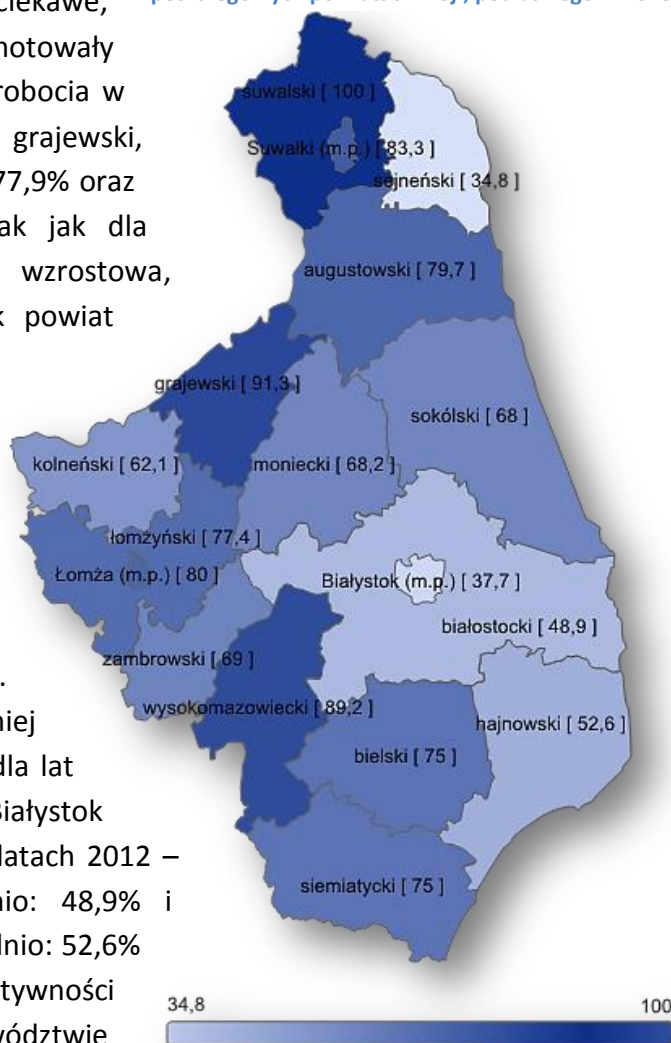 ciekawe,
notowały
robocia w
grajewski,
77,9% oraz
ak jak dla
wzrostowa,
k powiat
suwalski [ 100 ]
Suwałki (m.p.) [ 83,3 ]
sejneński [ 34,8 ]
augustowski [ 79,7 ]
grajewski [ 91,3 ]
sokólski [ 68 ]
kolneński [ 62,1 ]
moniecki [ 68,2 ]
łomżyński [ 77,4 ]
Łomża (m.p.) [ 80 ]
Białystok (m.p.) [ 37,7 ]
białostocki [ 48,9 ]
zambrowski [ 69 ]
wysokomazowiecki [ 89,2 ]
hajnowski [ 52,6 ]
bielski [ 75 ]
siemiatycki [ 75 ]
niej
dla lat
Białystok
latach 2012 –
nio: 48,9% i
dnio: 52,6%
tywności
wództwie
34,8
100